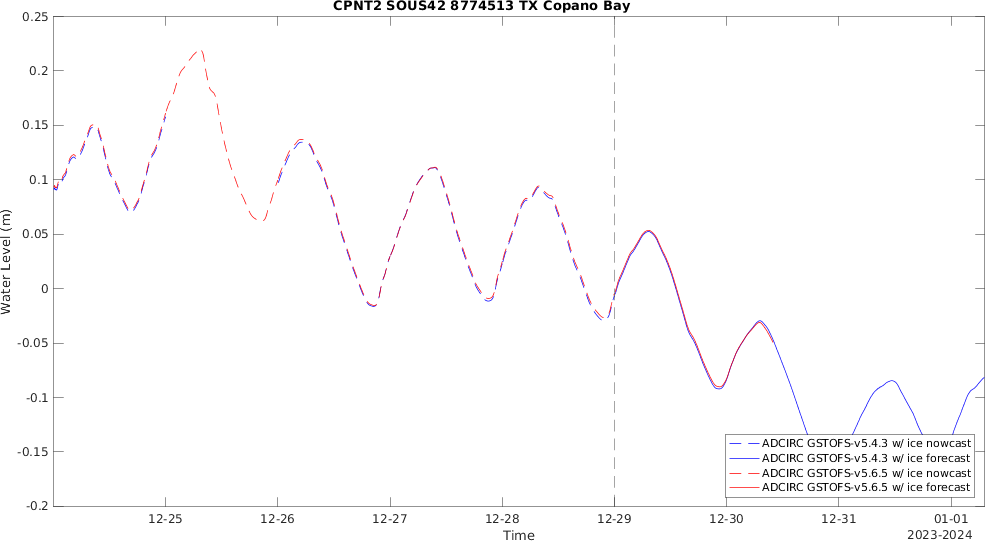 CPNT2 SOUS42 8774513 TX Copano Bay
0.25
0.2
0.15
0.1
0.05
0
-0.05
-0.1
-0.15
-0.2
Water Level (m)
ADCIRC GSTOFS-v5.4.3 w/ ice nowcast
ADCIRC GSTOFS-v5.4.3 w/ ice forecast
ADCIRC GSTOFS-v5.6.5 w/ ice nowcast
ADCIRC GSTOFS-v5.6.5 w/ ice forecast
12-25 12-26 12-27 12-28 12-29 12-30 12-31 01-01
Time
2023-2024